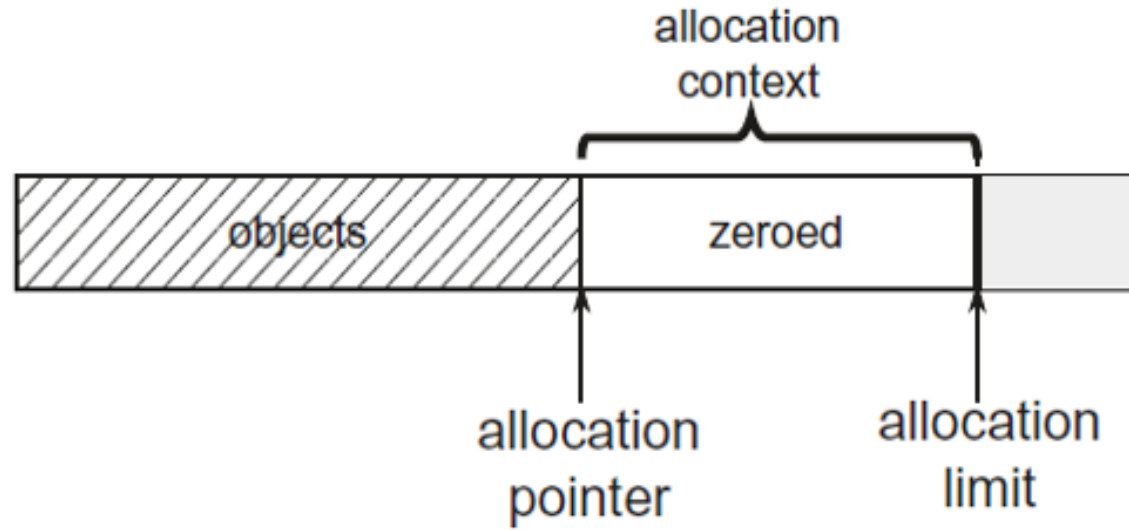 allocation
context
objects
zeroed
allocation
pointer
allocation
limit